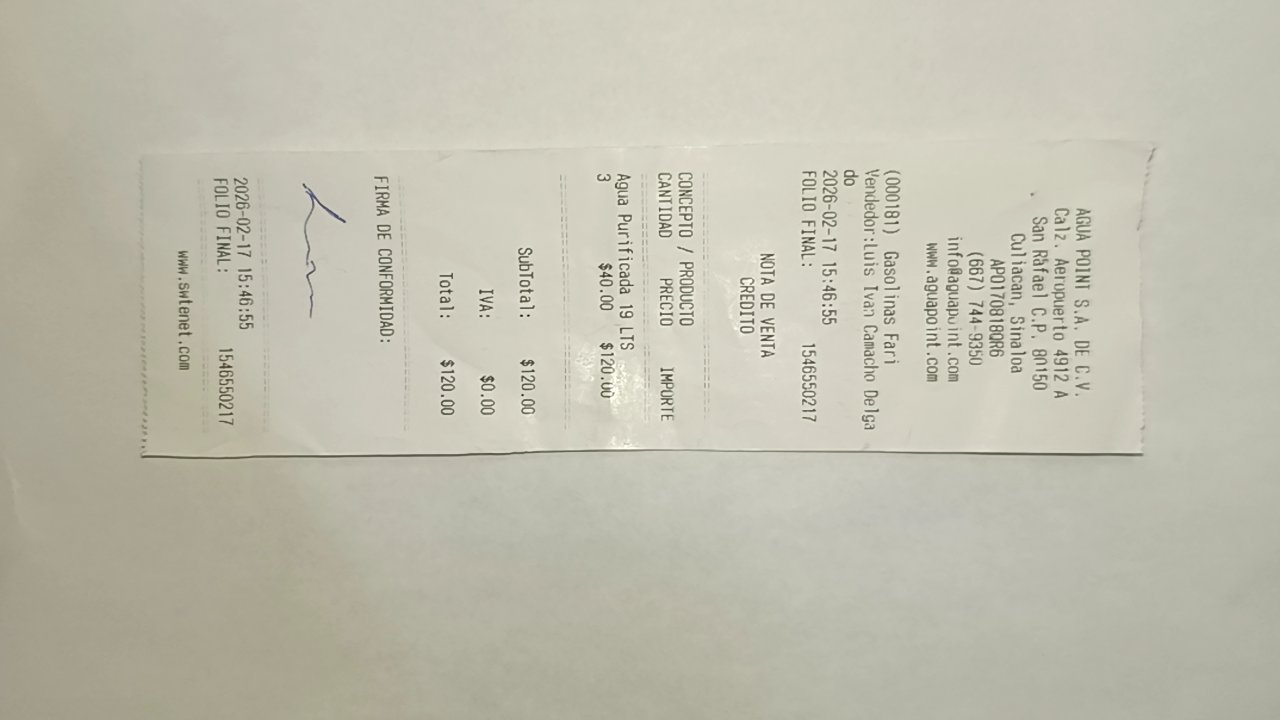 AGUA POINT S.A. DE C.V.
Calz. Aeropuerto 4912 A
San Rafael C.P. 80150
Culiacan, Sinaloa
APO170818QR6
(667) 744-9350
info@aguapoint.com
www.aguapoint.com
(000181) Gasolinas Fari
Vendedor:Luis Ivan Camacho Delga
do
2026-02-17 15:46:55
FOLIO FINAL: 1546550217
NOTA DE VENTA
CREDITO
CONCEPTO / PRODUCTO
CANTIDAD PRECIO IMPORTE
Agua Purificada 19 LTS
3 $40.00 $120.00
SubTotal: $120.00
IVA: $0.00
Total: $120.00
FIRMA DE CONFORMIDAD:
2026-02-17 15:46:55
FOLIO FINAL: 1546550217
www.swtenet.com